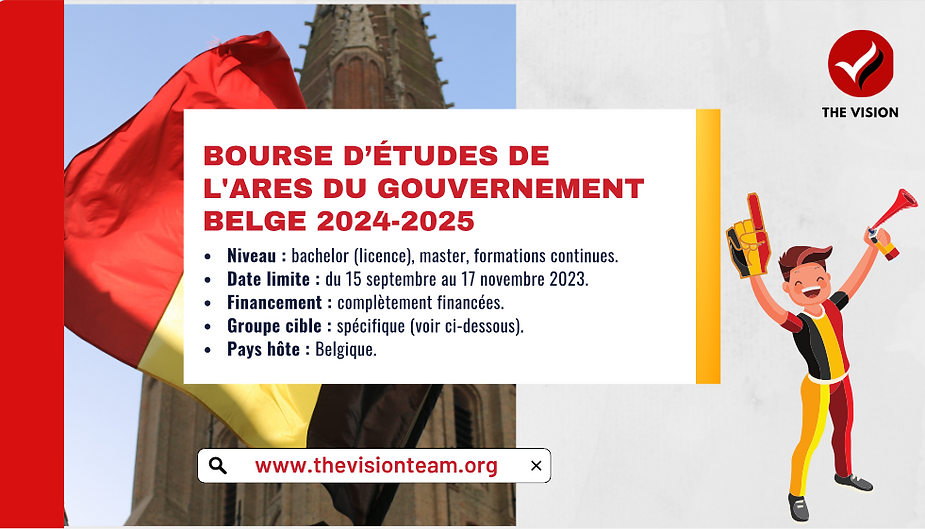 THE VISION
BOURSE D’ÉTUDES DE
L'ARES DU GOUVERNEMENT
BELGE 2024-2025
• Niveau : bachelor (licence), master, formations continues.
• Date limite : du 15 septembre au 17 novembre 2023.
• Financement : complètement financées.
• Groupe cible : spécifique (voir ci-dessous).
• Pays hôte : Belgique.
www.thevisionteam.org